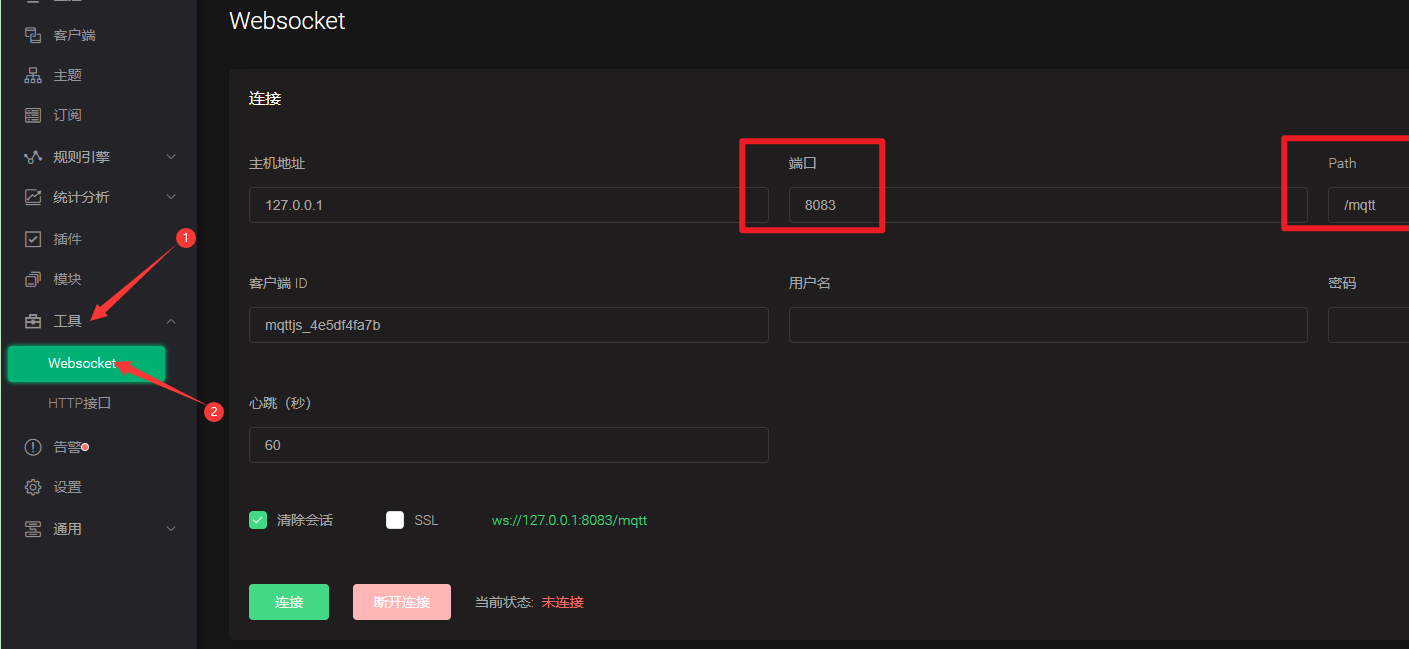 客户端
主题
订阅
规则引擎
统计分析
插件
1
模块
工具
Websocket
2
HTTP接口
告警
设置
通用
Websocket
连接
主机地址 端口 Path
127.0.0.1 8083 /mqtt
客户端 ID 用户名 密码
mqttjs_4e5df4fa7b
心跳（秒）
60
清除会话 SSL ws://127.0.0.1:8083/mqtt
连接 断开连接 当前状态: 未连接